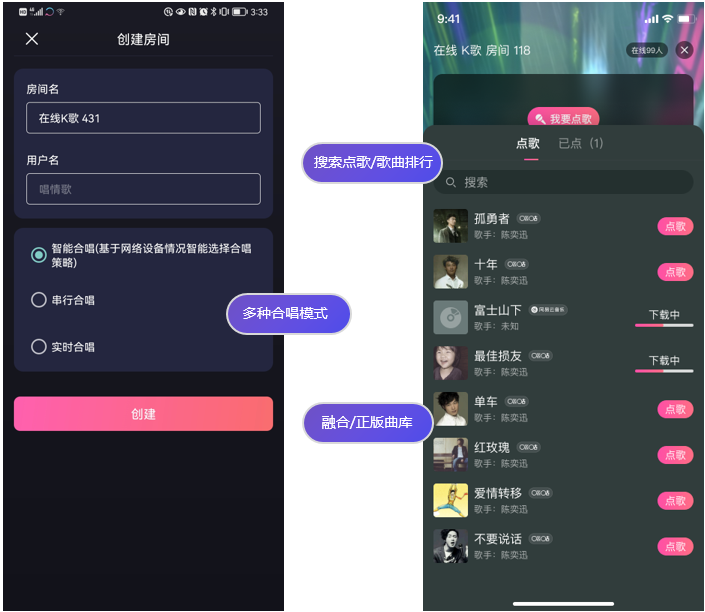 3:33
创建房间
房间名
在线K歌 431
用户名
唱情歌
智能合唱(基于网络设备情况智能选择合唱
策略)
串行合唱
实时合唱
创建
搜索点歌/歌曲排行
多种合唱模式
融合/正版曲库
9:41
在线 K歌 房间 118
在线99人
我要点歌
点歌
已点（1）
搜索
孤勇者
歌手：陈奕迅
点歌
十年
歌手：陈奕迅
点歌
富士山下
网易云音乐
歌手：未知
下载中
最佳损友
歌手：陈奕迅
下载中
单车
歌手：陈奕迅
点歌
红玫瑰
歌手：陈奕迅
点歌
爱情转移
歌手：陈奕迅
点歌
不要说话
歌手：陈奕迅
点歌